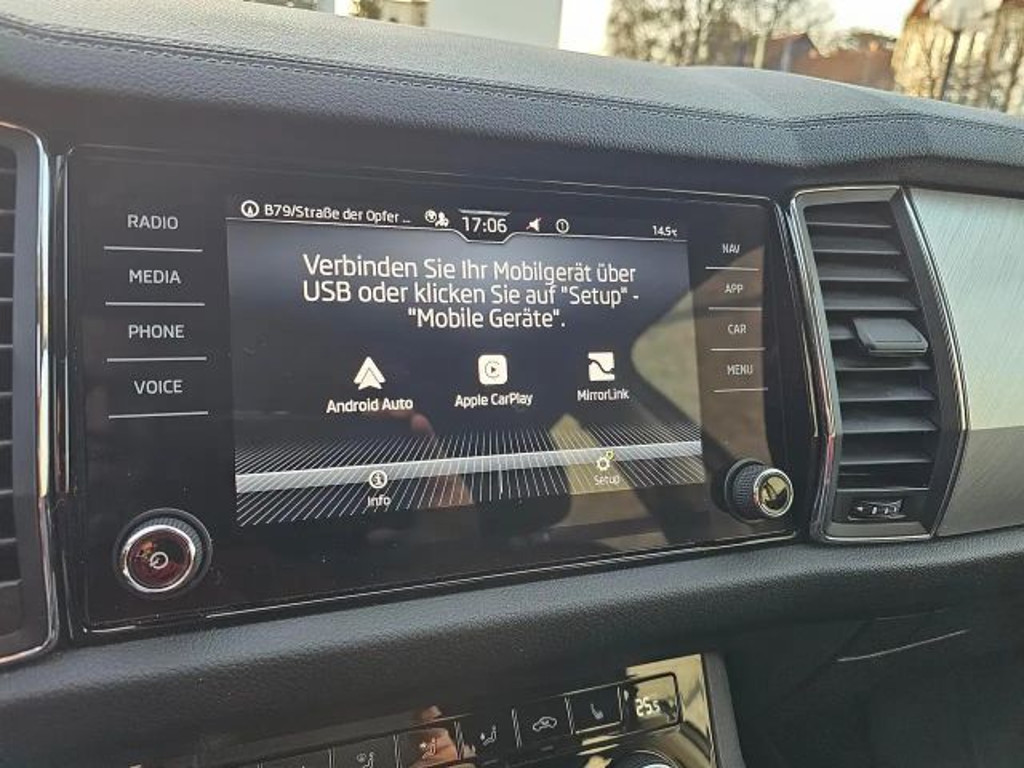 B79/Straße der Opfer ...
17:06
14.5°C
RADIO
MEDIA
PHONE
VOICE
Verbinden Sie Ihr Mobilgerät über
USB oder klicken Sie auf "Setup" -
"Mobile Geräte".
Android Auto
Apple CarPlay
MirrorLink
Info
Setup
NAV
APP
CAR
MENU
25.5